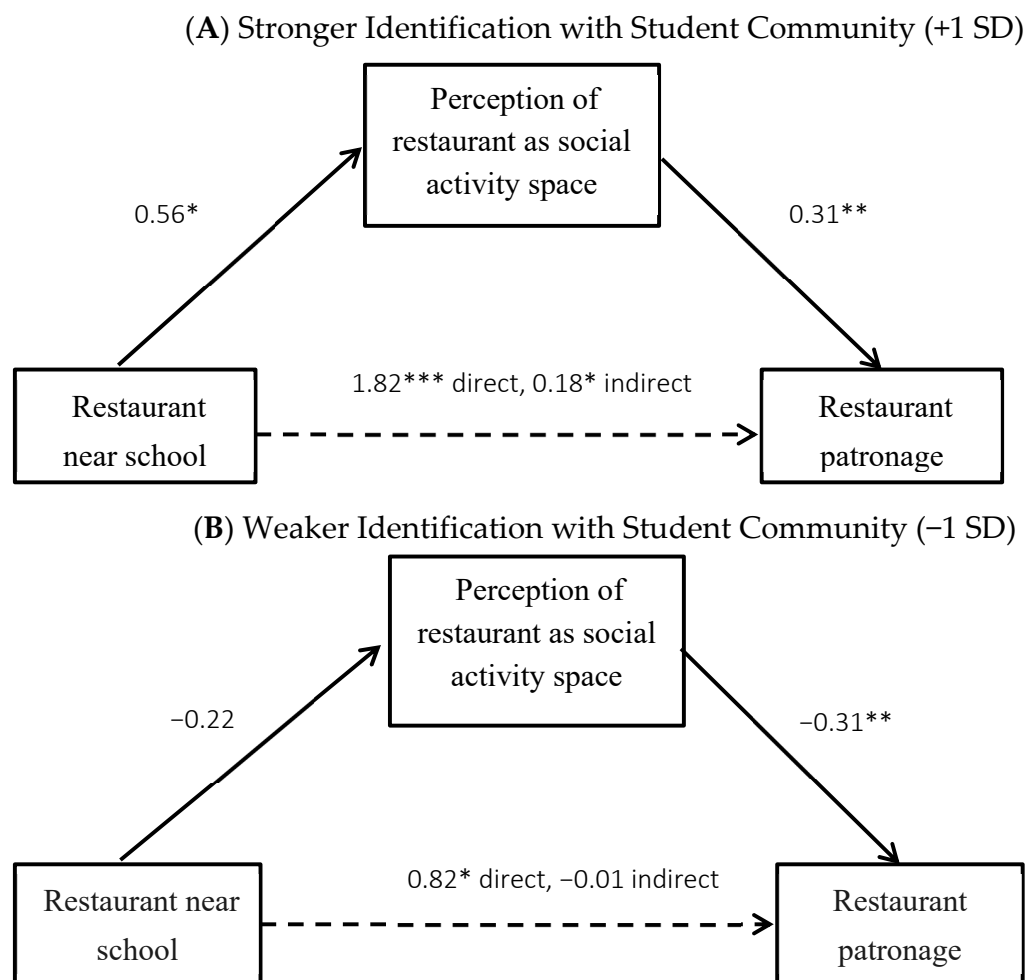 (A) Stronger Identification with Student Community (+1 SD)
Perception of
restaurant as social
activity space
0.56*
0.31**
1.82*** direct, 0.18* indirect
Restaurant
near school
Restaurant
patronage
(B) Weaker Identification with Student Community (−1 SD)
Perception of
restaurant as social
activity space
−0.22
−0.31**
0.82* direct, −0.01 indirect
Restaurant near
school
Restaurant
patronage